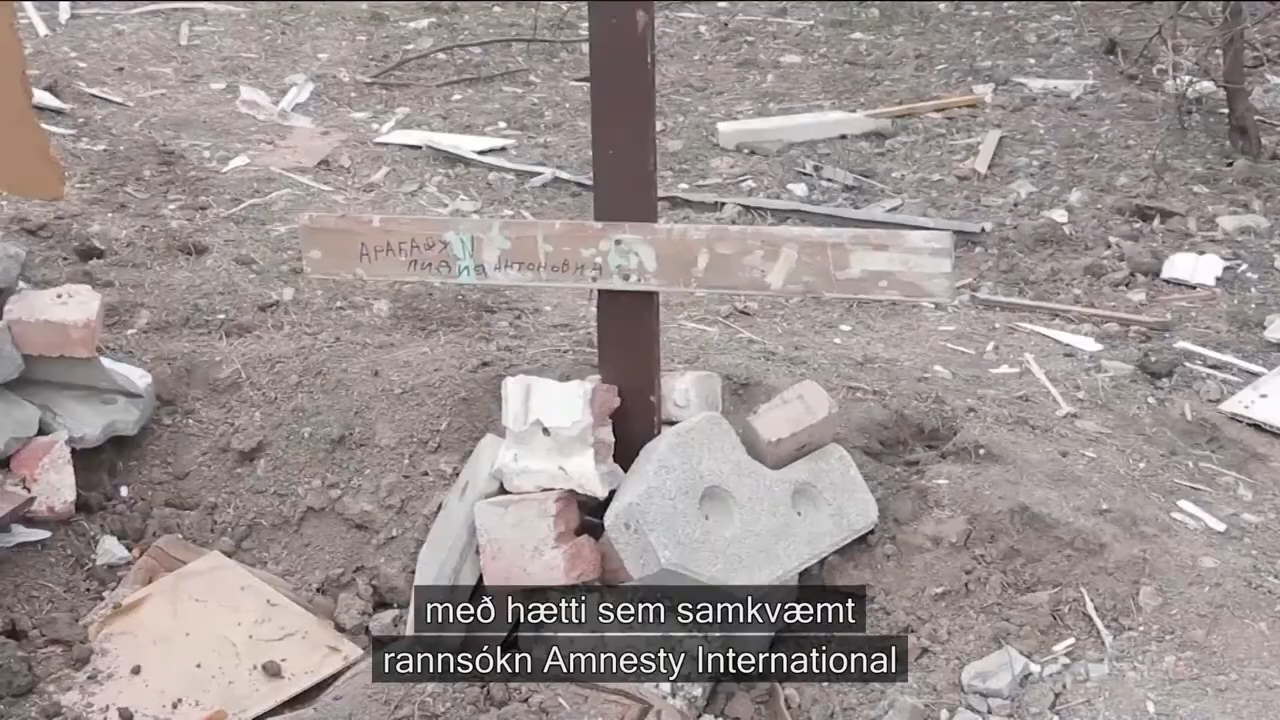 ЛИДИЯ АНТОНОВНА
með hætti sem samkvæmt
rannsókn Amnesty International